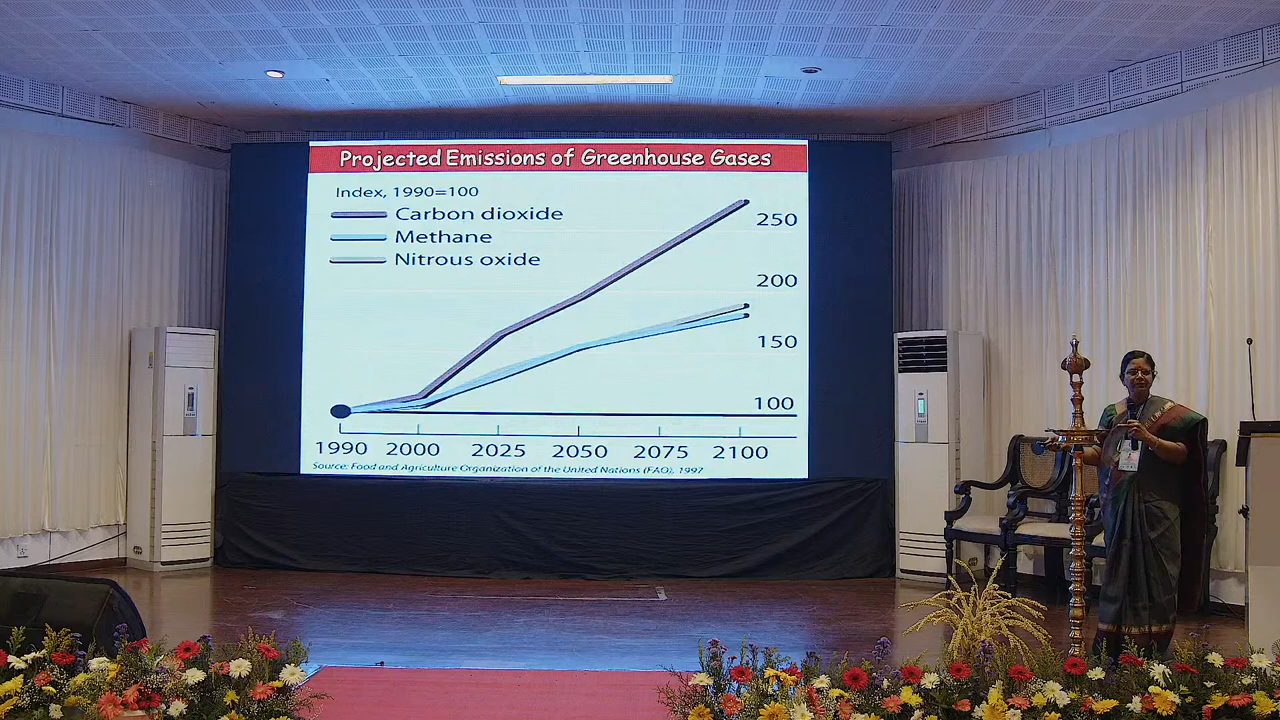 Projected Emissions of Greenhouse Gases
Index, 1990=100
Carbon dioxide
Methane
Nitrous oxide
250
200
150
100
1990 2000 2025 2050 2075 2100
Source: Food and Agriculture Organization of the United Nations (FAO), 1997